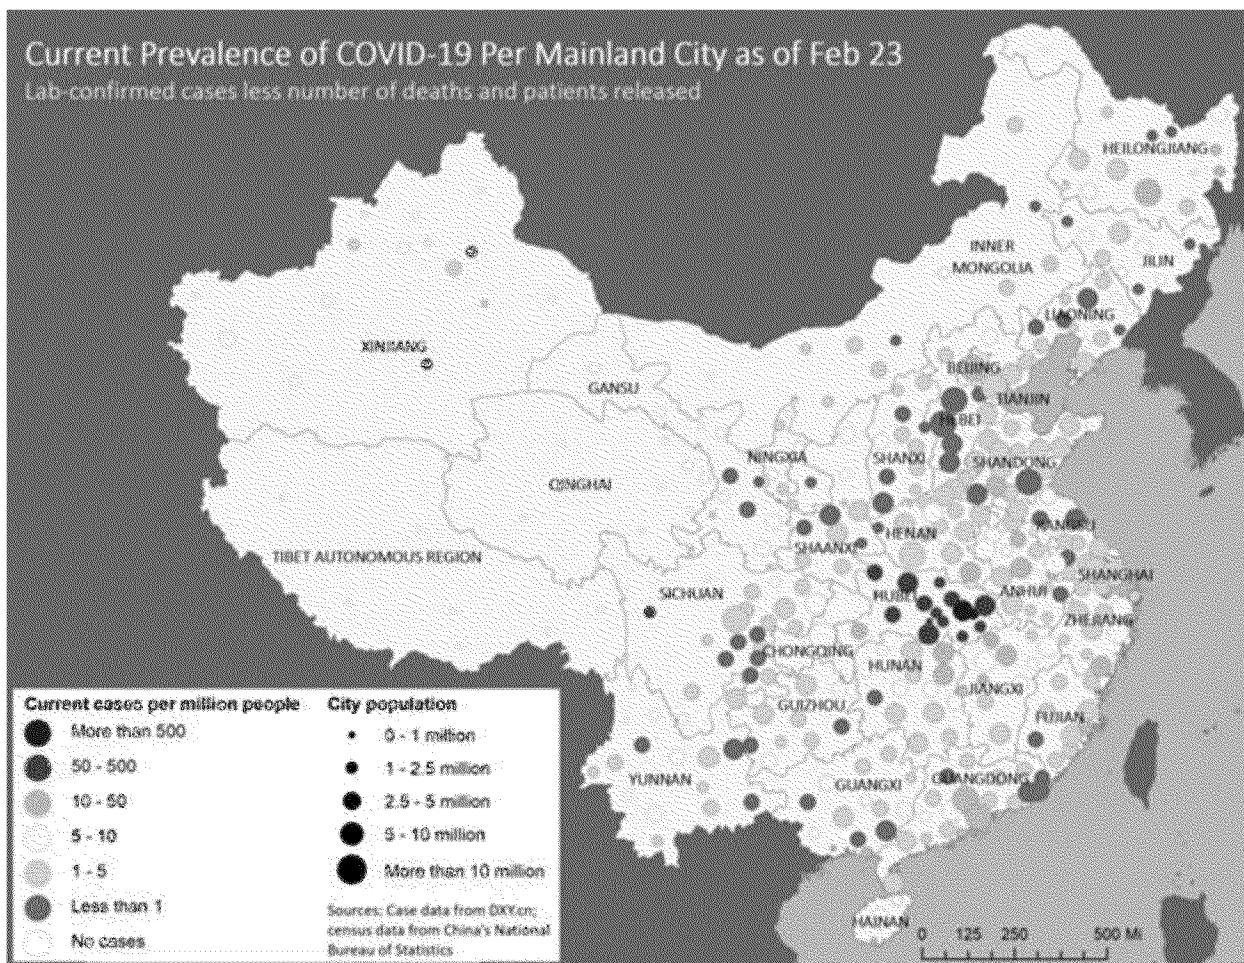 Current Prevalence of COVID-19 Per Mainland City as of Feb 23
Lab-confirmed cases less number of deaths and patients released
HEILONGJIANG
INNER
MONGOLIA
JILIN
LIAONING
XINJIANG
BEIJING
GANSU
TIANJIN
HEBEI
NINGXIA
SHANXI
SHANDONG
QINGHAI
JIANGSU
HENAN
SHAANXI
TIBET AUTONOMOUS REGION
SHANGHAI
SICHUAN
HUBEI
ANHUI
ZHEJIANG
CHONGQING
HUNAN
JIANGXI
GUIZHOU
FUJIAN
YUNNAN
GUANGXI
GUANGDONG
HAINAN
Current cases per million people
More than 500
50 - 500
10 - 50
5 - 10
1 - 5
Less than 1
No cases
City population
0 - 1 million
1 - 2.5 million
2.5 - 5 million
5 - 10 million
More than 10 million
Sources: Case data from DXY.cn;
census data from China's National
Bureau of Statistics
0 125 250 500 Mi